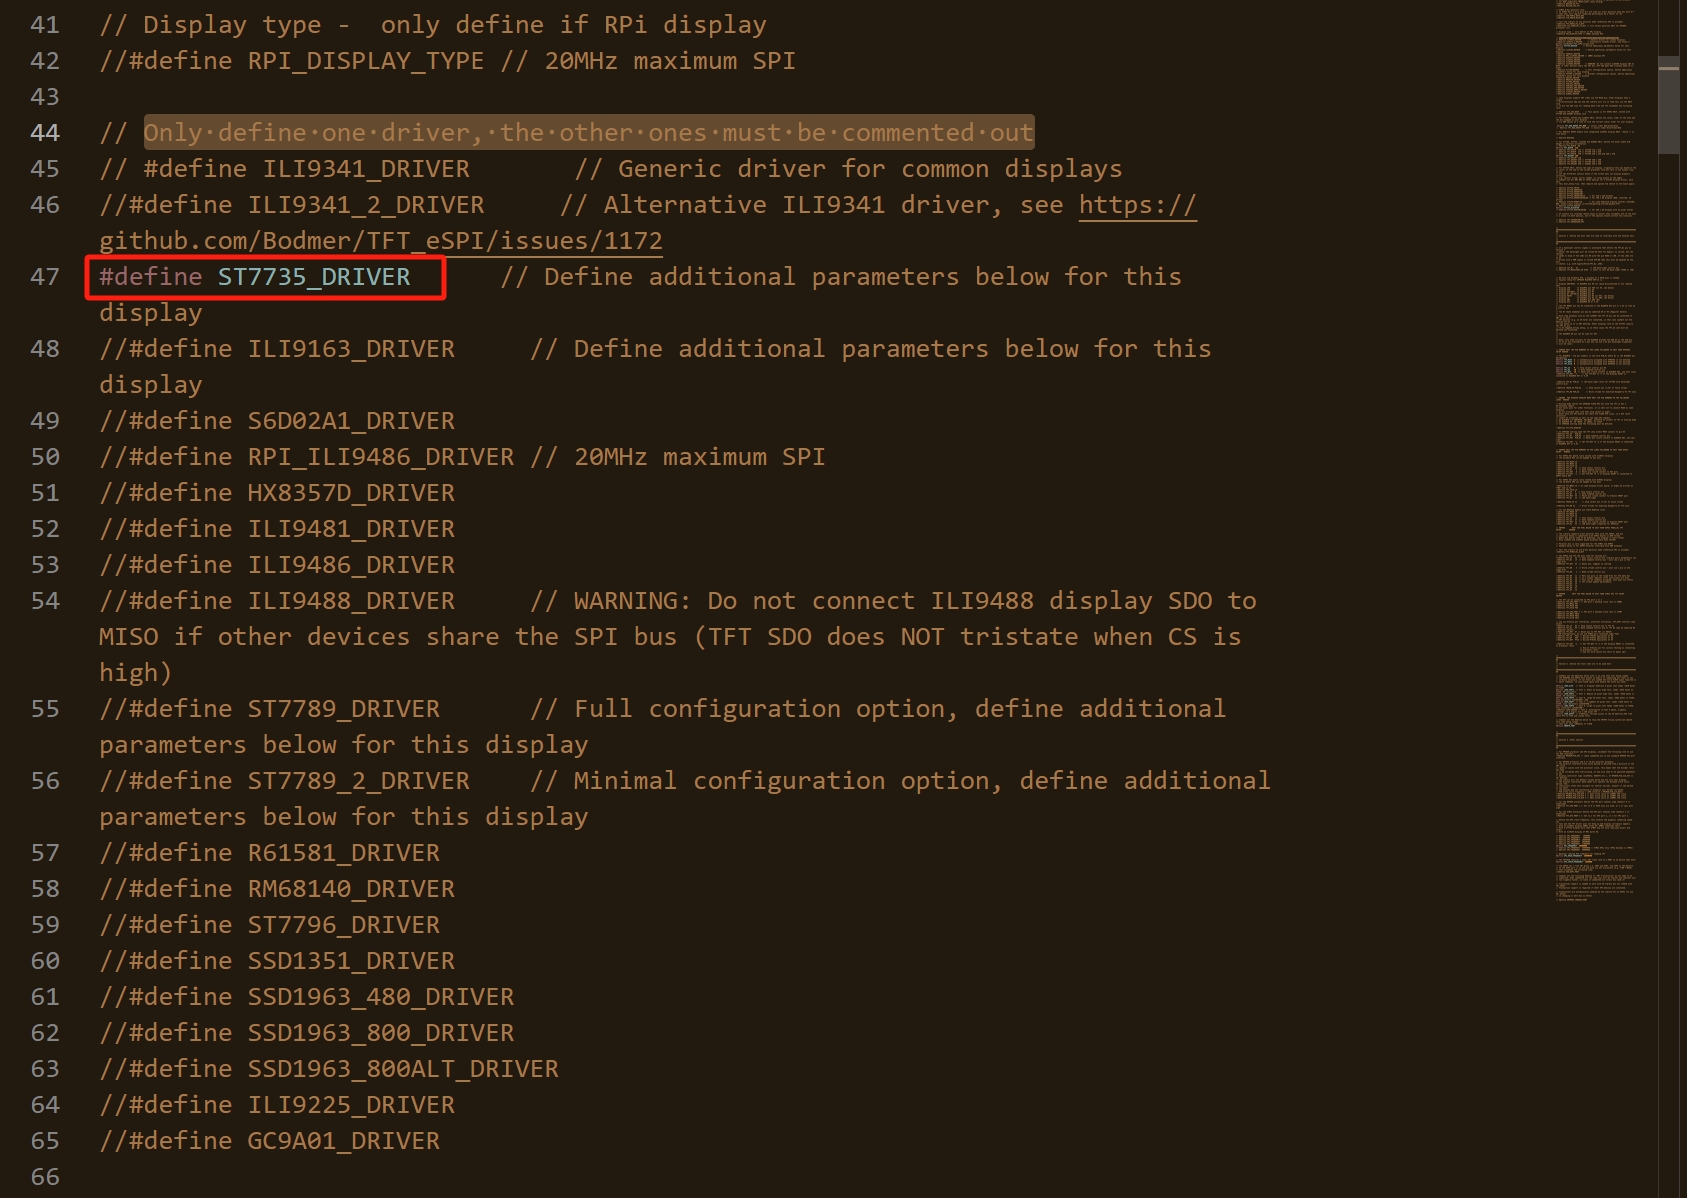 41 // Display type -  only define if RPi display
42 //#define RPI_DISPLAY_TYPE // 20MHz maximum SPI
43
44 // Only·define·one·driver,·the·other·ones·must·be·commented·out
45 // #define ILI9341_DRIVER       // Generic driver for common displays
46 //#define ILI9341_2_DRIVER     // Alternative ILI9341 driver, see https://
github.com/Bodmer/TFT_eSPI/issues/1172
47 #define ST7735_DRIVER      // Define additional parameters below for this
display
48 //#define ILI9163_DRIVER     // Define additional parameters below for this
display
49 //#define S6D02A1_DRIVER
50 //#define RPI_ILI9486_DRIVER // 20MHz maximum SPI
51 //#define HX8357D_DRIVER
52 //#define ILI9481_DRIVER
53 //#define ILI9486_DRIVER
54 //#define ILI9488_DRIVER     // WARNING: Do not connect ILI9488 display SDO to
MISO if other devices share the SPI bus (TFT SDO does NOT tristate when CS is
high)
55 //#define ST7789_DRIVER      // Full configuration option, define additional
parameters below for this display
56 //#define ST7789_2_DRIVER    // Minimal configuration option, define additional
parameters below for this display
57 //#define R61581_DRIVER
58 //#define RM68140_DRIVER
59 //#define ST7796_DRIVER
60 //#define SSD1351_DRIVER
61 //#define SSD1963_480_DRIVER
62 //#define SSD1963_800_DRIVER
63 //#define SSD1963_800ALT_DRIVER
64 //#define ILI9225_DRIVER
65 //#define GC9A01_DRIVER
66